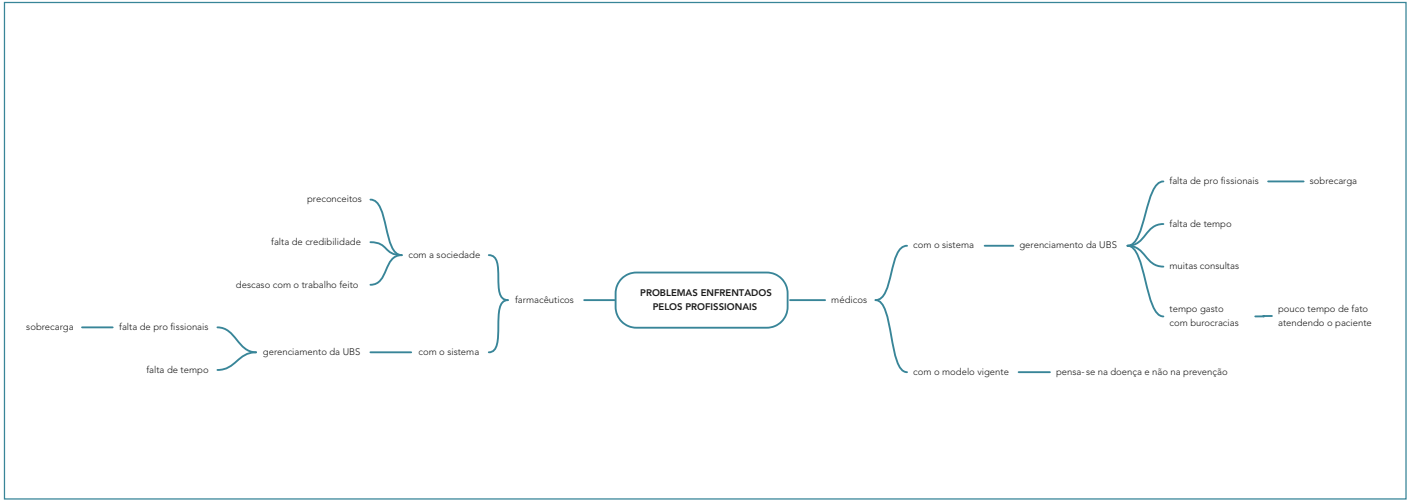 PROBLEMAS ENFRENTADOS
PELOS PROFISSIONAIS
farmacêuticos
com a sociedade
preconceitos
falta de credibilidade
descaso com o trabalho feito
com o sistema
gerenciamento da UBS
falta de pro fissionais
sobrecarga
falta de tempo
médicos
com o sistema
gerenciamento da UBS
falta de pro fissionais
sobrecarga
falta de tempo
muitas consultas
tempo gasto
com burocracias
pouco tempo de fato
atendendo o paciente
com o modelo vigente
pensa-se na doença e não na prevenção